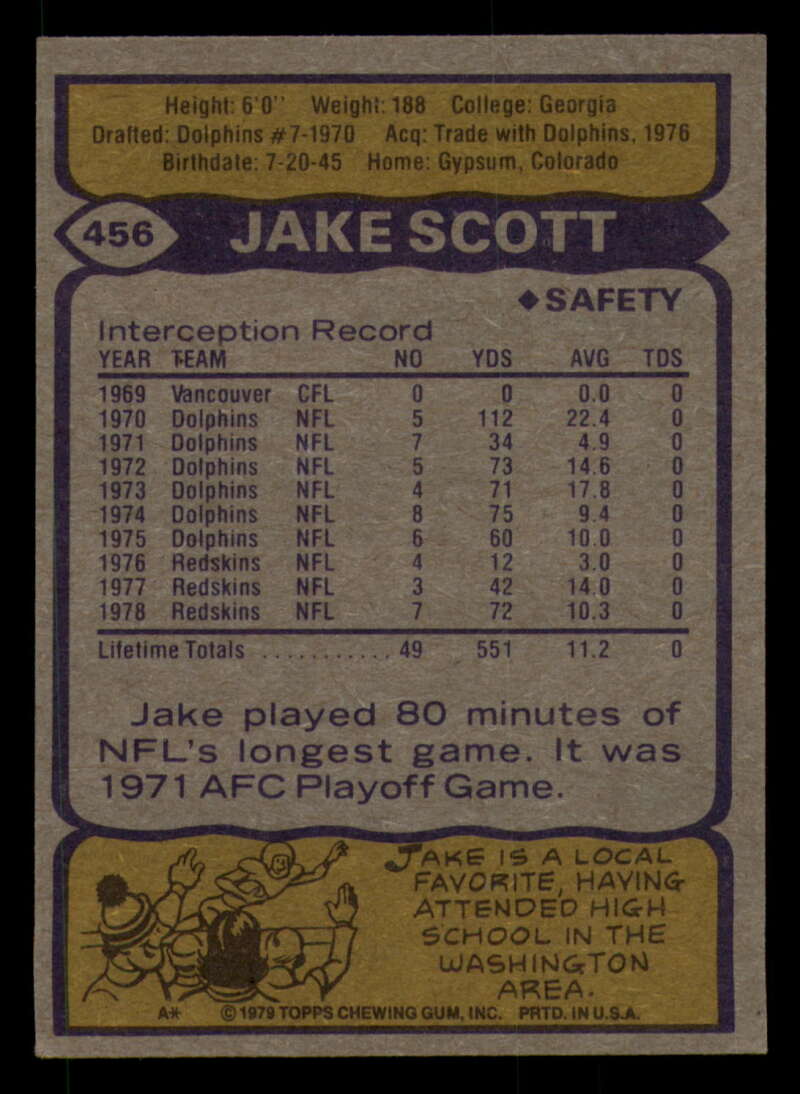 Height: 6'0" Weight: 188 College: Georgia
Drafted: Dolphins #7-1970 Acq: Trade with Dolphins, 1976
Birthdate: 7-20-45 Home: Gypsum, Colorado
456 JAKE SCOTT
◆SAFETY
Interception Record
YEAR TEAM NO YDS AVG TDS
1969 Vancouver CFL 0 0 0.0 0
1970 Dolphins NFL 5 112 22.4 0
1971 Dolphins NFL 7 34 4.9 0
1972 Dolphins NFL 5 73 14.6 0
1973 Dolphins NFL 4 71 17.8 0
1974 Dolphins NFL 8 75 9.4 0
1975 Dolphins NFL 6 60 10.0 0
1976 Redskins NFL 4 12 3.0 0
1977 Redskins NFL 3 42 14.0 0
1978 Redskins NFL 7 72 10.3 0
Lifetime Totals ........... 49 551 11.2 0
Jake played 80 minutes of
NFL's longest game. It was
1971 AFC Playoff Game.
JAKE IS A LOCAL
FAVORITE, HAVING
ATTENDED HIGH
SCHOOL IN THE
WASHINGTON
AREA.
A* ©1979 TOPPS CHEWING GUM, INC. PRTD. IN U.S.A.